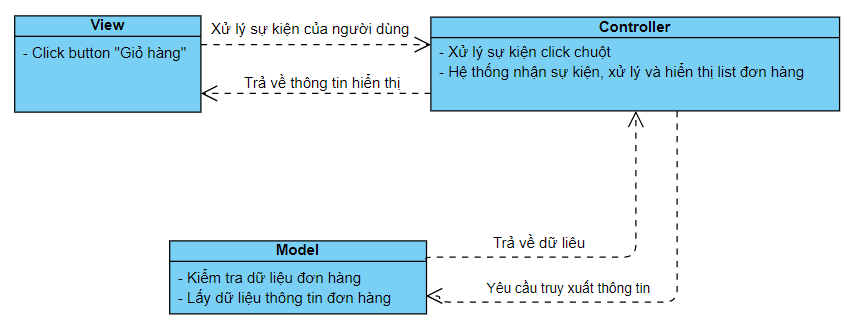 View
- Click button "Giỏ hàng"
Xử lý sự kiện của người dùng
Trả về thông tin hiển thị
Controller
- Xử lý sự kiện click chuột
- Hệ thống nhận sự kiện, xử lý và hiển thị list đơn hàng
Model
- Kiểm tra dữ liệu đơn hàng
- Lấy dữ liệu thông tin đơn hàng
Trả về dữ liêu
Yêu cầu truy xuất thông tin